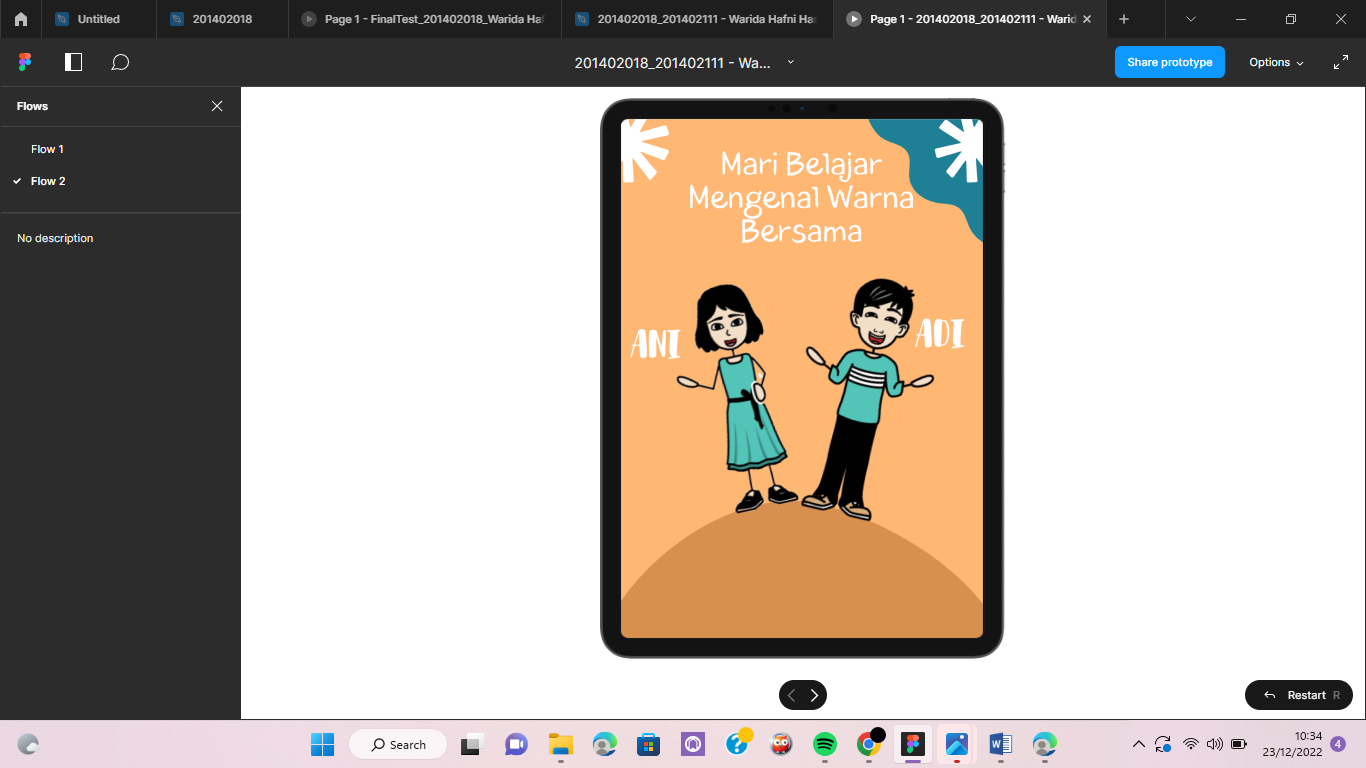 Untitled
201402018
Page 1 - FinalTest_201402018_Warida Haf
201402018_201402111 - Warida Hafni Has
Page 1 - 201402018_201402111 - Warid
201402018_201402111 - Wa...
Share prototype
Options
Flows
Flow 1
Flow 2
No description
Mari Belajar
Mengenal Warna
Bersama
ANI
ADI
Restart R
Search
10:34
23/12/2022
4